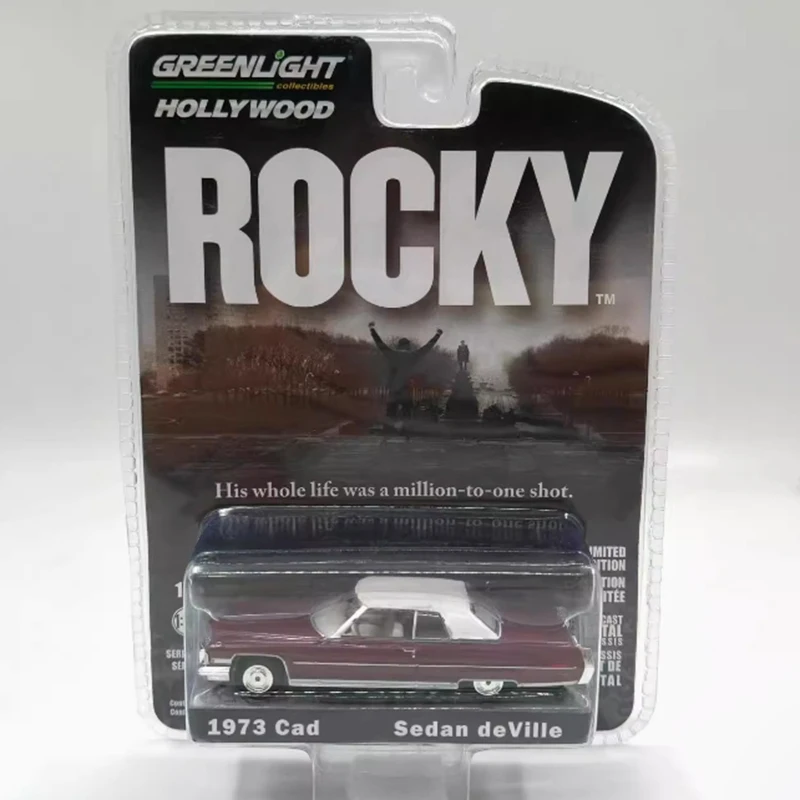 GREENLiGHT
collectibles
HOLLYWOOD
ROCKY
TM
His whole life was a million-to-one shot.
1973 Cad Sedan deVille